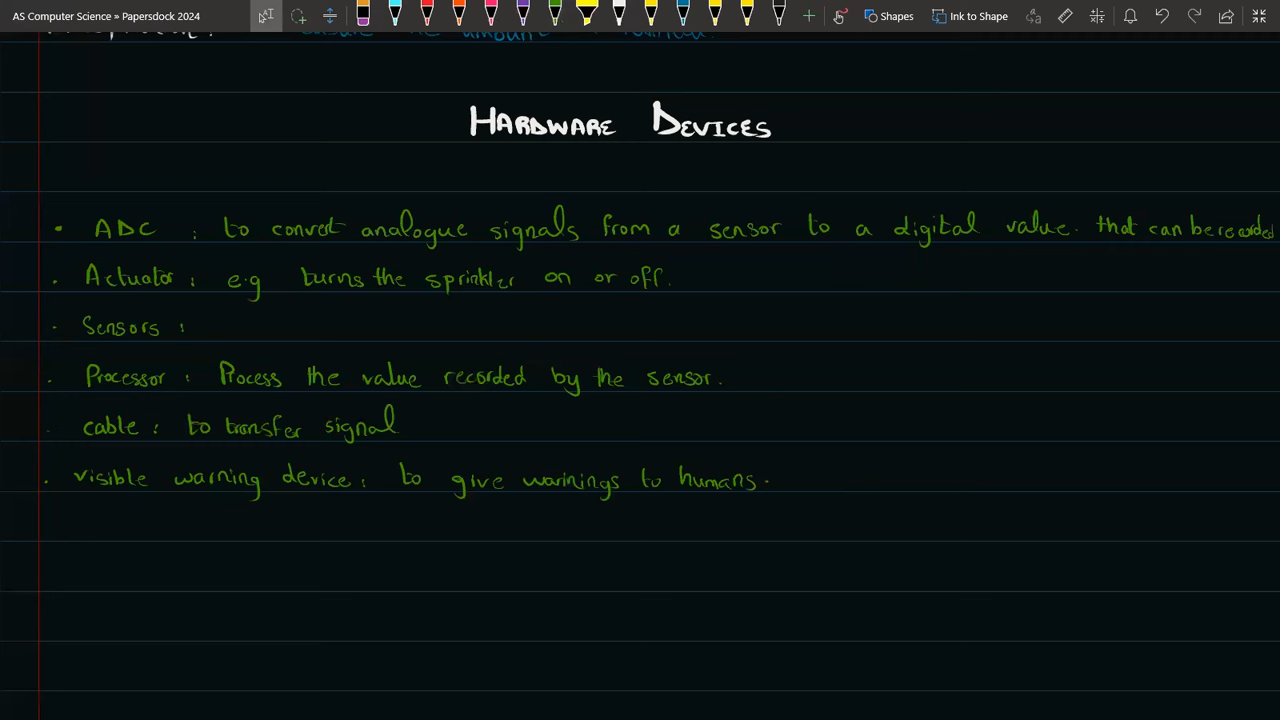 AS Computer Science » Papersdock 2024
Shapes
Ink to Shape
amount
HARDWARE DEVICES
• ADC : to convert analogue signals from a sensor to a digital value. that can be recorded
. Actuator : e.g turns the sprinkler on or off.
. Sensors :
. Processor : Process the value recorded by the sensor.
. cable : to transfer signal
. visible warning device : to give warinings to humans.